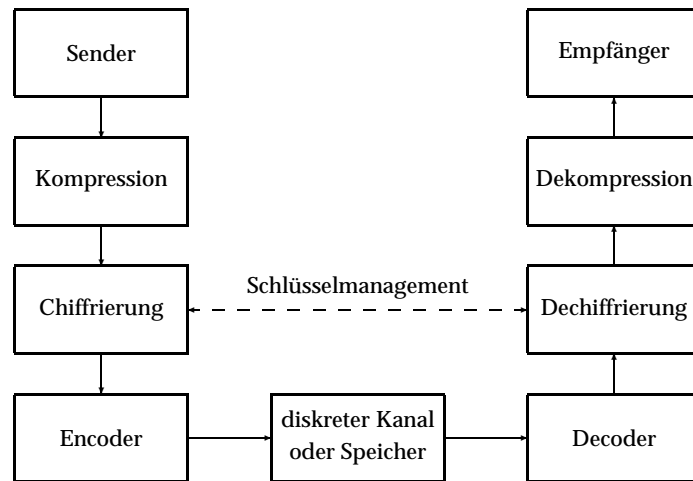 Sender
Empfänger
Kompression
Dekompression
Schlüsselmanagement
Chiffrierung
Dechiffrierung
Encoder
diskreter Kanal
oder Speicher
Decoder